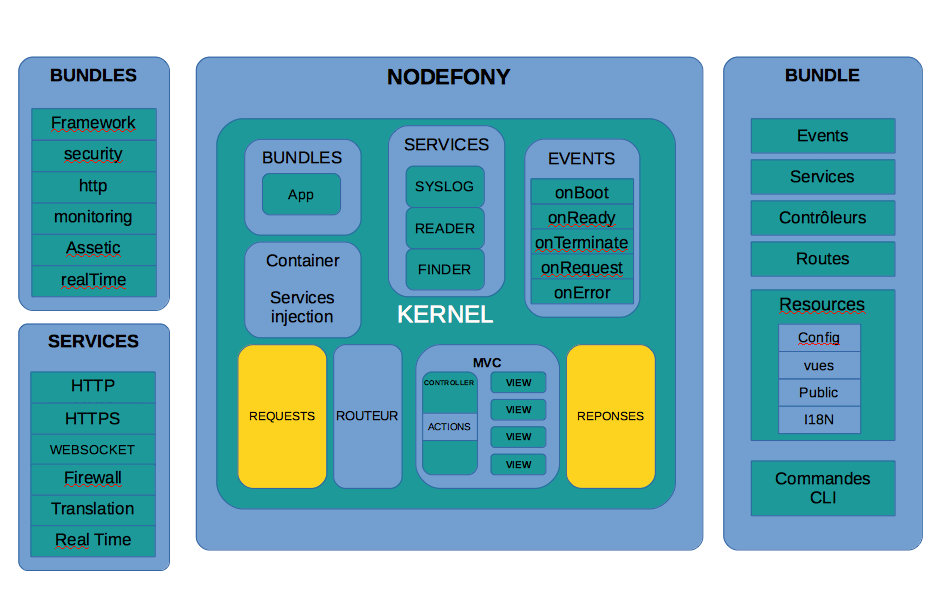 BUNDLES
Framework
security
http
monitoring
Assetic
realTime
SERVICES
HTTP
HTTPS
WEBSOCKET
Firewall
Translation
Real Time
NODEFONY
BUNDLES
App
Container
Services
injection
SERVICES
SYSLOG
READER
FINDER
EVENTS
onBoot
onReady
onTerminate
onRequest
onError
KERNEL
REQUESTS
ROUTEUR
MVC
CONTROLLER
ACTIONS
VIEW
VIEW
VIEW
VIEW
REPONSES
BUNDLE
Events
Services
Contrôleurs
Routes
Resources
Config
vues
Public
I18N
Commandes
CLI